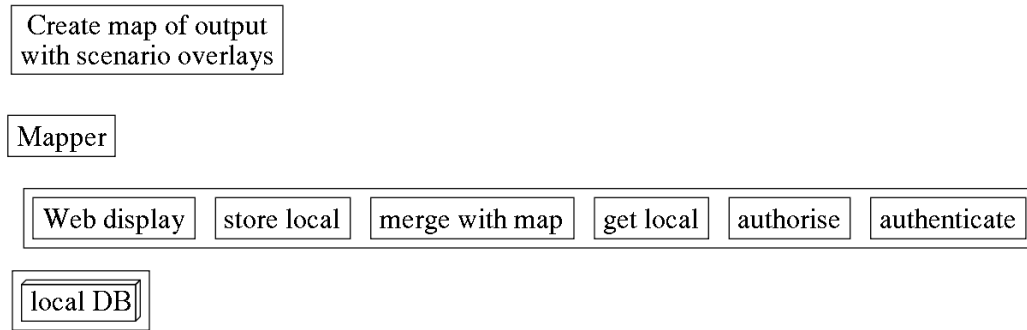 Create map of output
with scenario overlays
Mapper
Web display store local merge with map get local authorise authenticate
local DB